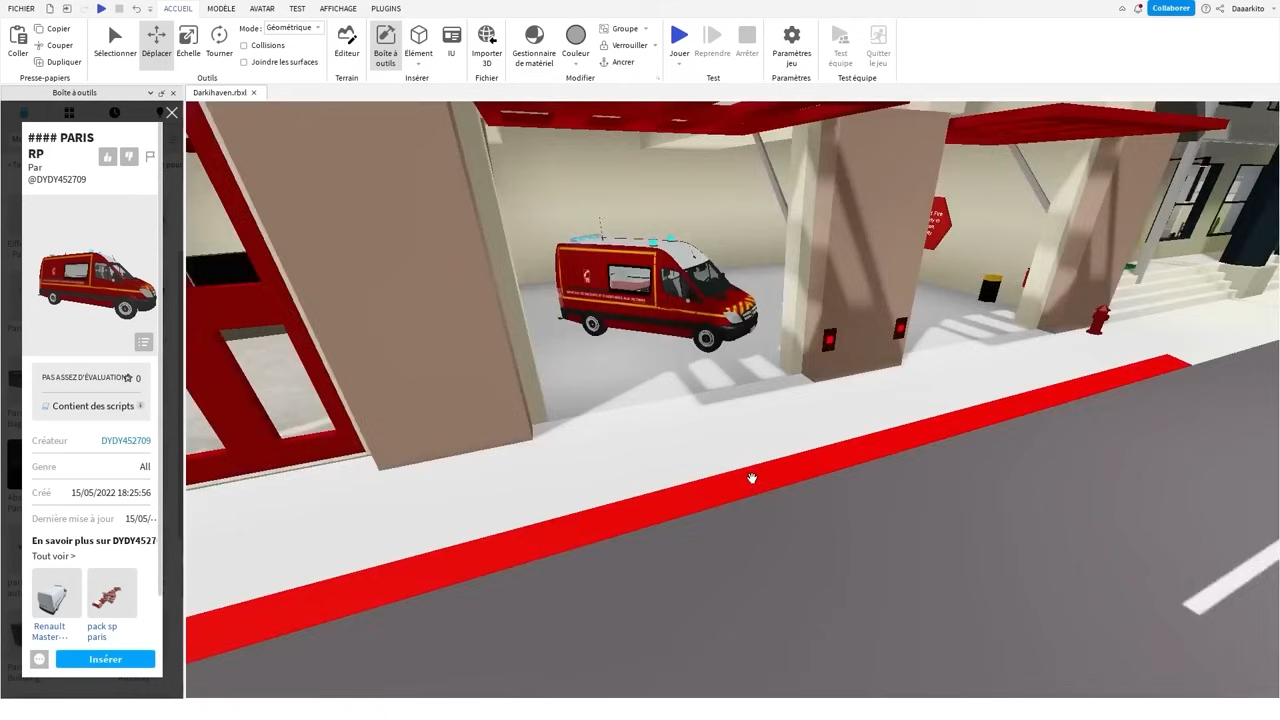 FICHIER
ACCUEIL
MODÈLE
AVATAR
TEST
AFFICHAGE
PLUGINS
Collaborer
Daaarkito
Coller
Copier
Couper
Dupliquer
Presse-papiers
Sélectionner
Déplacer
Échelle
Tourner
Mode : Géométrique
Collisions
Joindre les surfaces
Outils
Éditeur
Terrain
Boîte à outils
Élément
IU
Insérer
Importer 3D
Fichier
Gestionnaire de matériel
Couleur
Groupe
Verrouiller
Ancrer
Modifier
Jouer
Reprendre
Arrêter
Test
Paramètres jeu
Paramètres
Test équipe
Quitter le jeu
Test équipe
Boîte à outils
Darkihaven.rbxl
#### PARIS
RP
Par
@DYDY452709
PAS ASSEZ D'ÉVALUATION
0
Contient des scripts
Créateur
DYDY452709
Genre
All
Créé
15/05/2022 18:25:56
Dernière mise à jour
15/05/··
En savoir plus sur DYDY4527
Tout voir >
Renault
Master···
pack sp
paris
Insérer